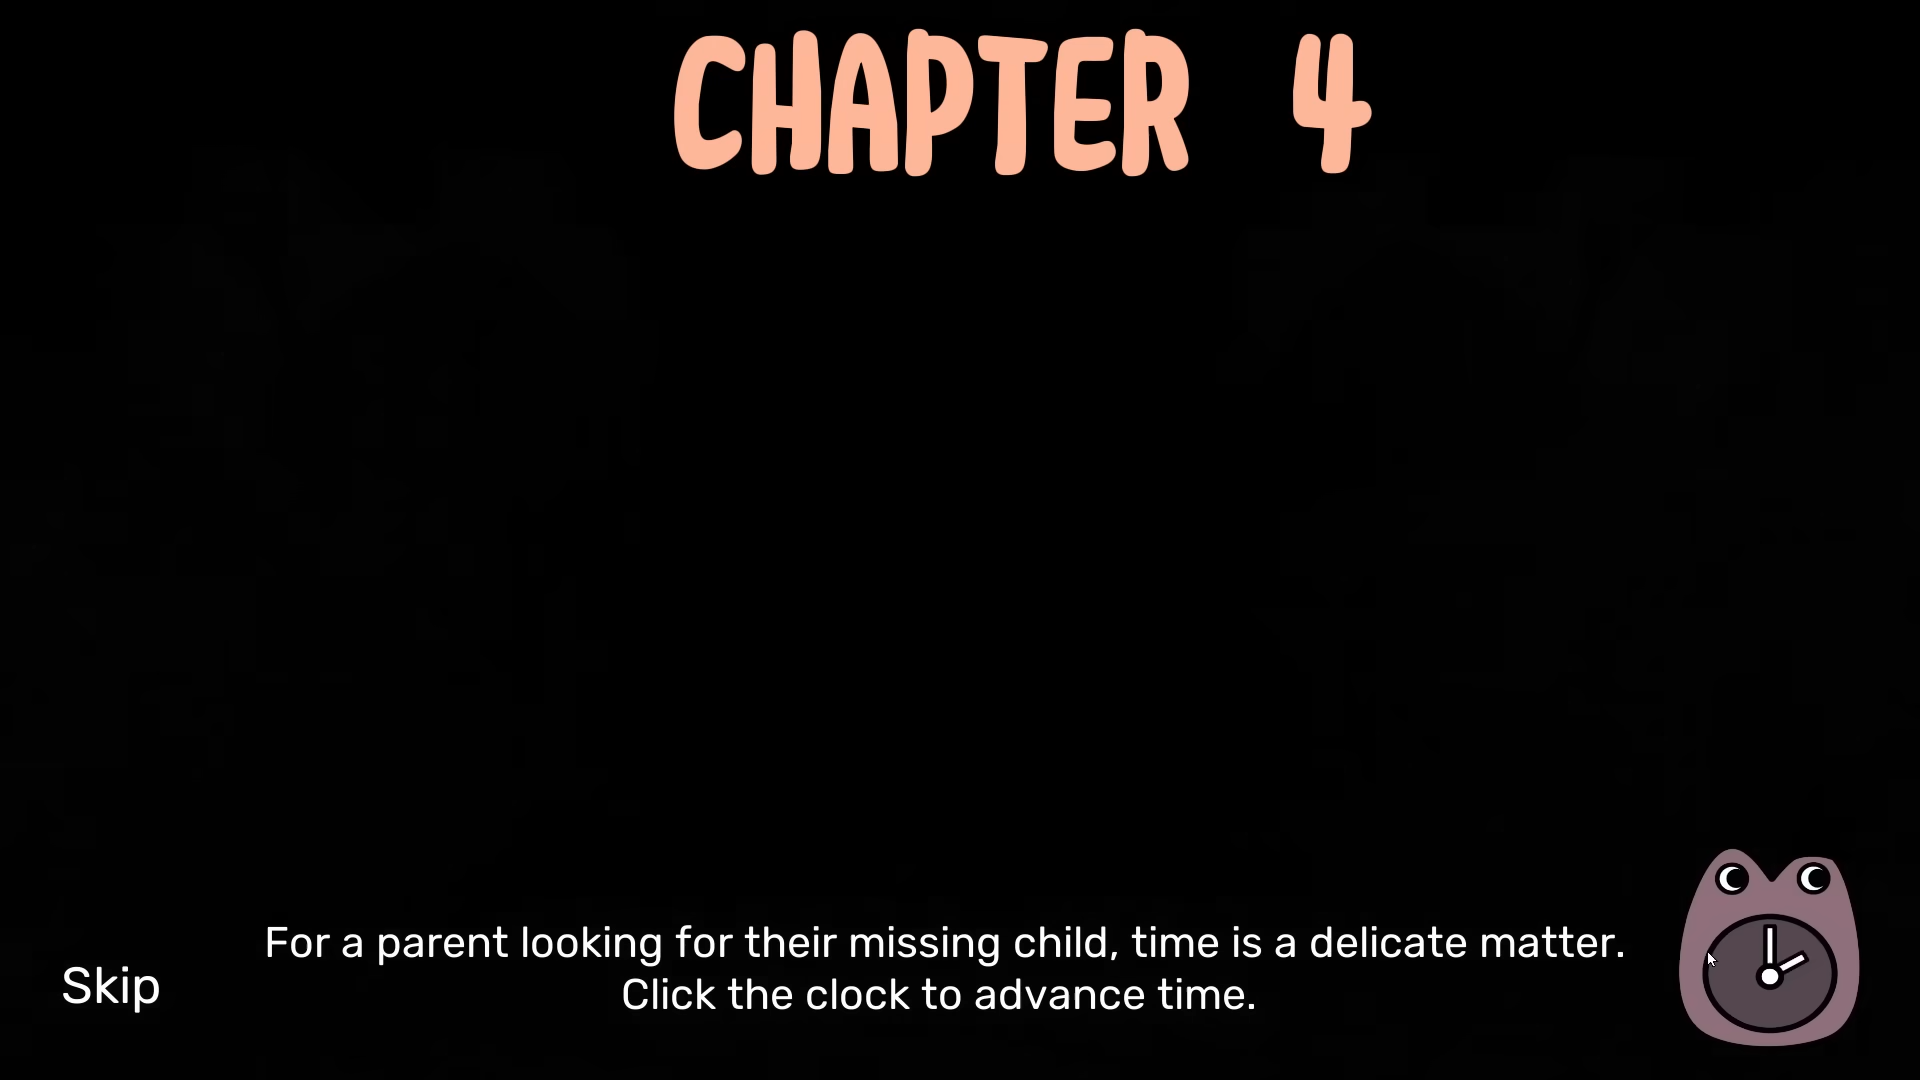 CHAPTER 4
For a parent looking for their missing child, time is a delicate matter.
Click the clock to advance time.
Skip